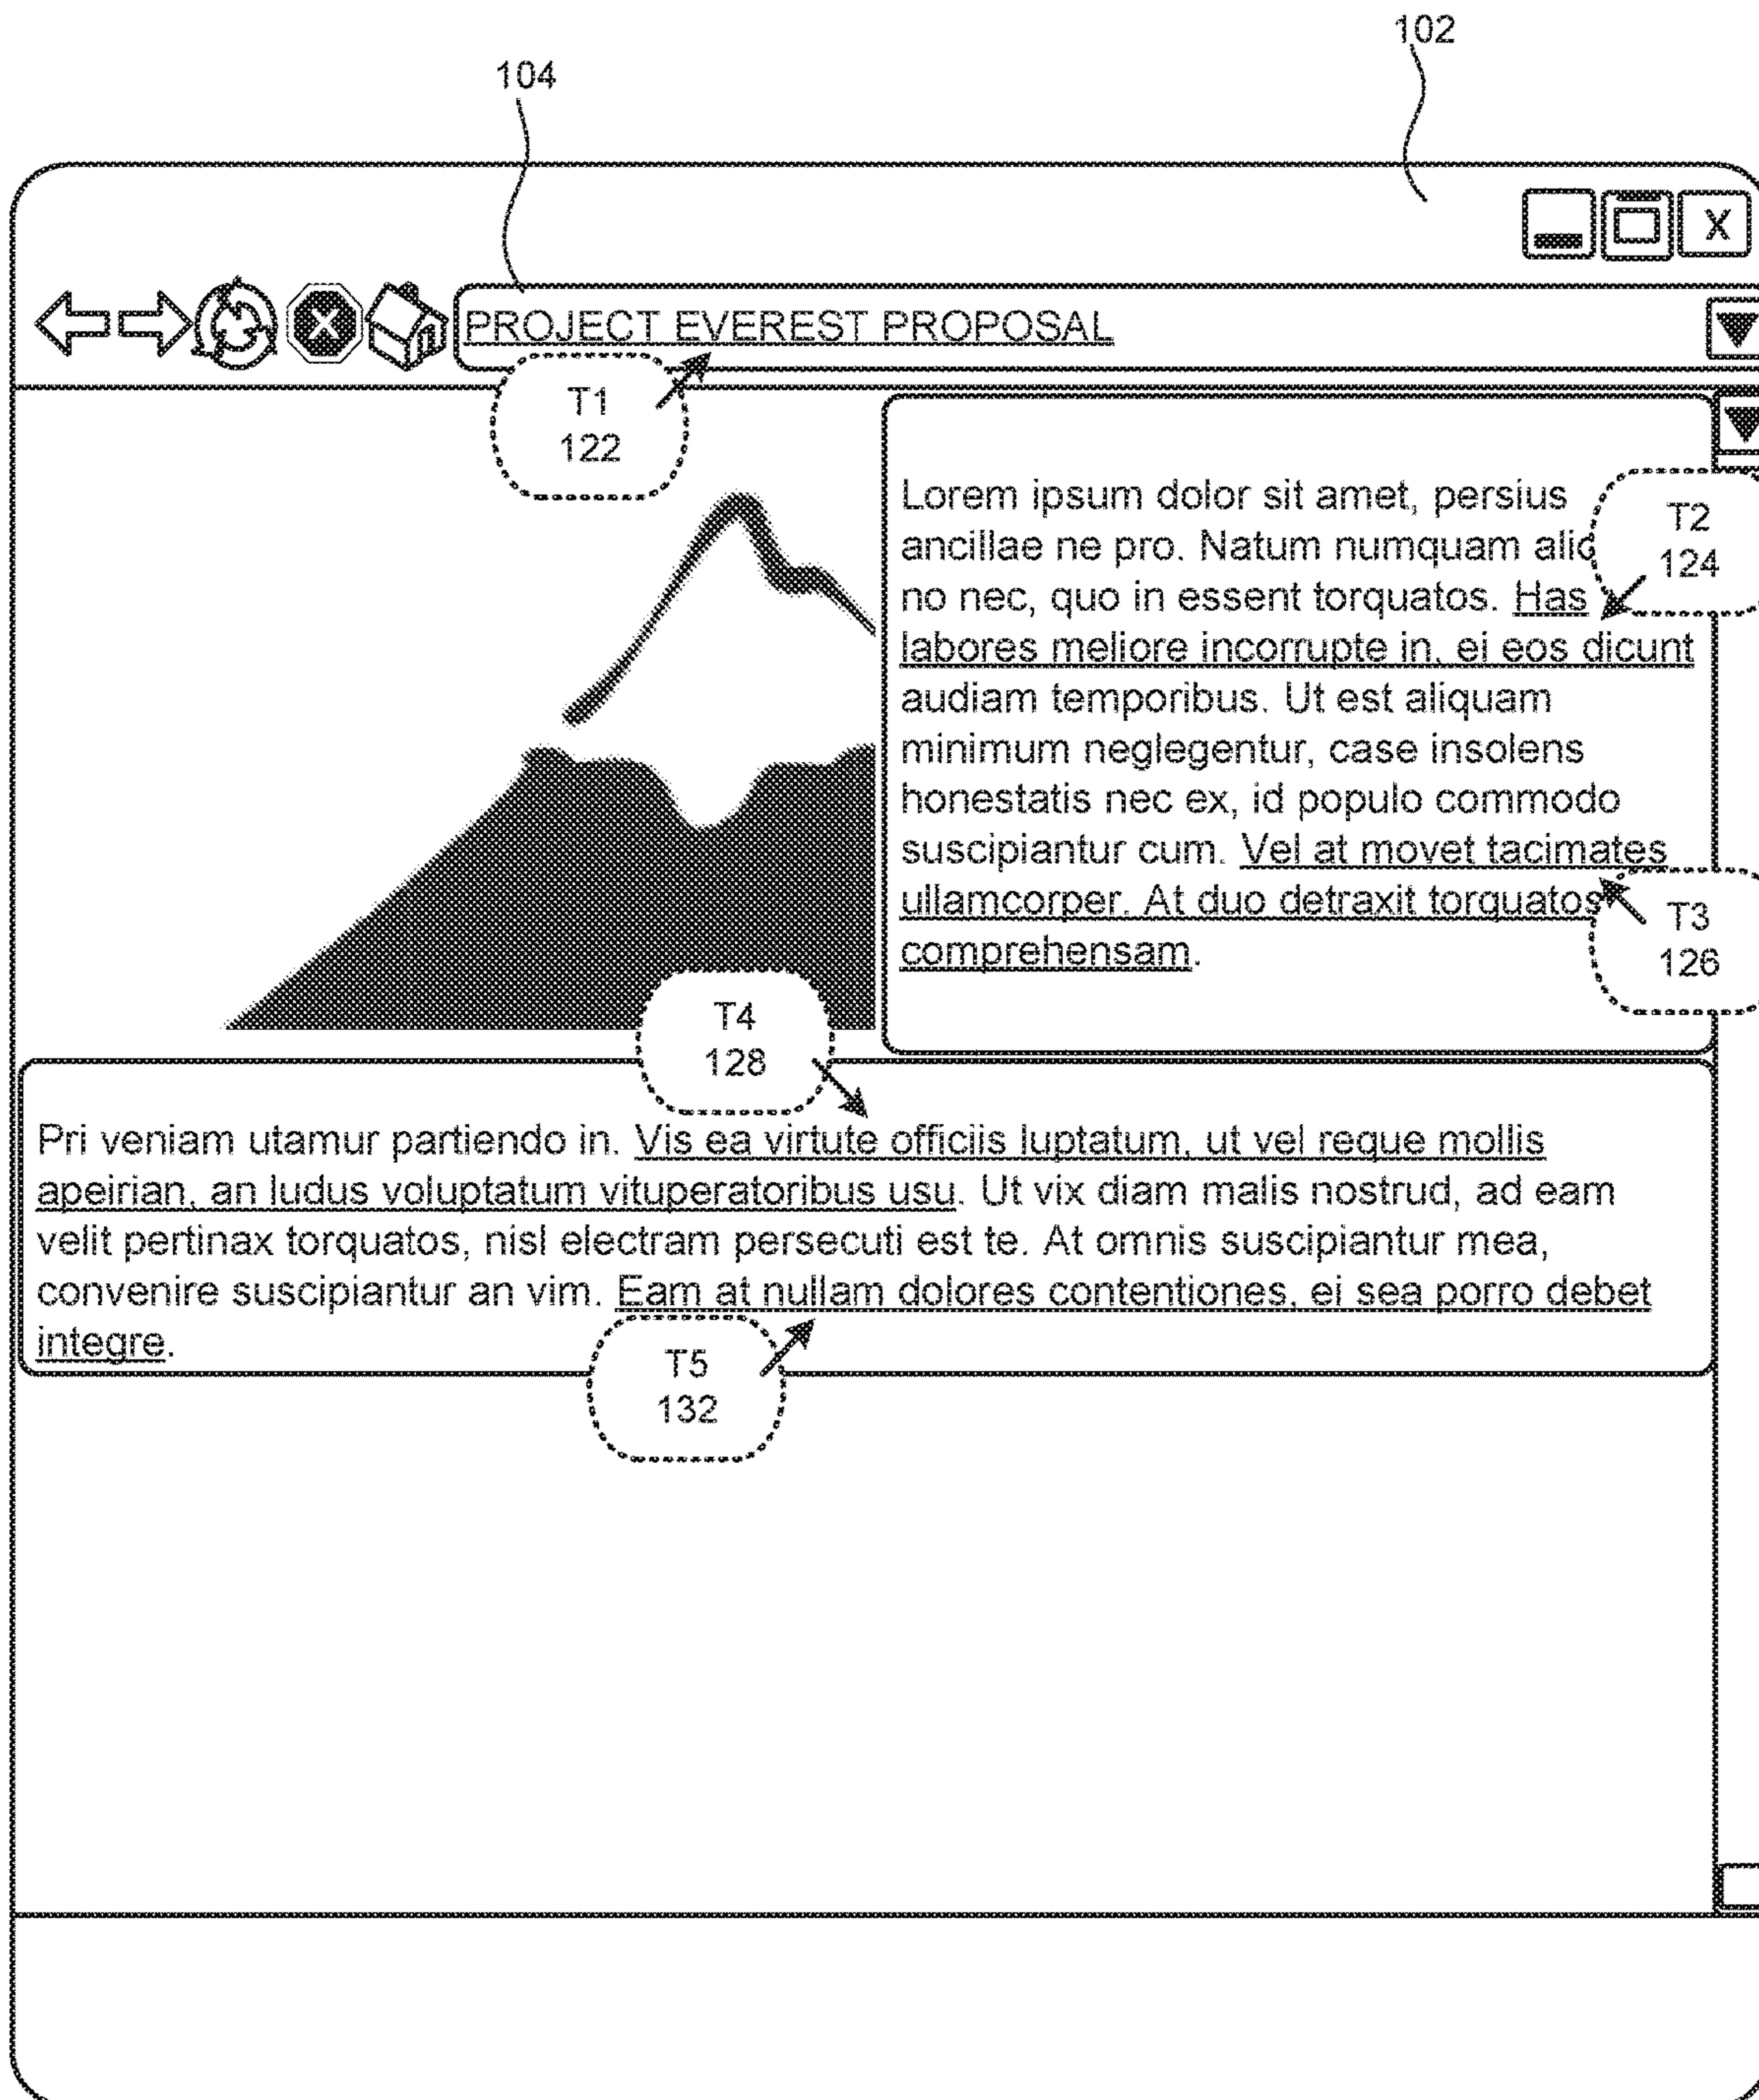 102
104
X
X
PROJECT EVEREST PROPOSAL
T1
122
Lorem ipsum dolor sit amet, persius
ancillae ne pro. Natum numquam
no nec, quo in essent torquatos. Has
labores meliore incorrupte in, ei eos dicunt
audiam temporibus. Ut est aliquam
minimum neglegentur, case insolens
honestatis nec ex, id populo commodo
suscipiantur cum. Vel at movet tacimates
ullamcorper. At duo detraxit torquatos
comprehensam.
T2
124
T3
126
T4
128
Pri veniam utamur partiendo in. Vis ea virtute officiis luptatum, ut vel reque mollis
apeirian, an ludus voluptatum vituperatoribus usu. Ut vix diam malis nostrud, ad eam
velit pertinax torquatos, nisl electram persecuti est te. At omnis suscipiantur mea,
convenire suscipiantur an vim. Eam at nullam dolores contentiones, ei sea porro debet
integre.
T5
132